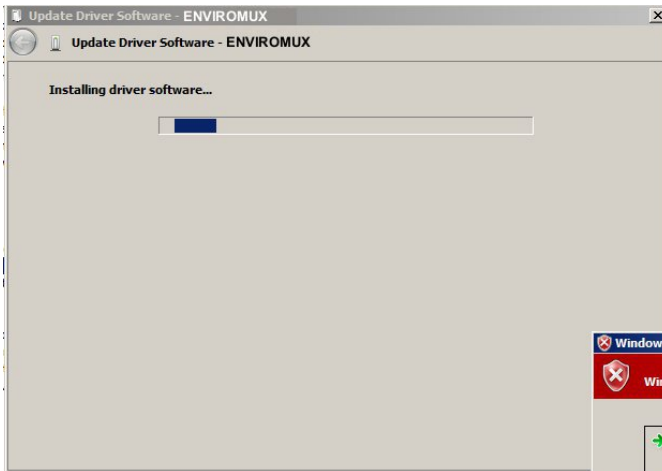 Update Driver Software - ENVIROMUX
Update Driver Software - ENVIROMUX
Installing driver software...
Window
Wi